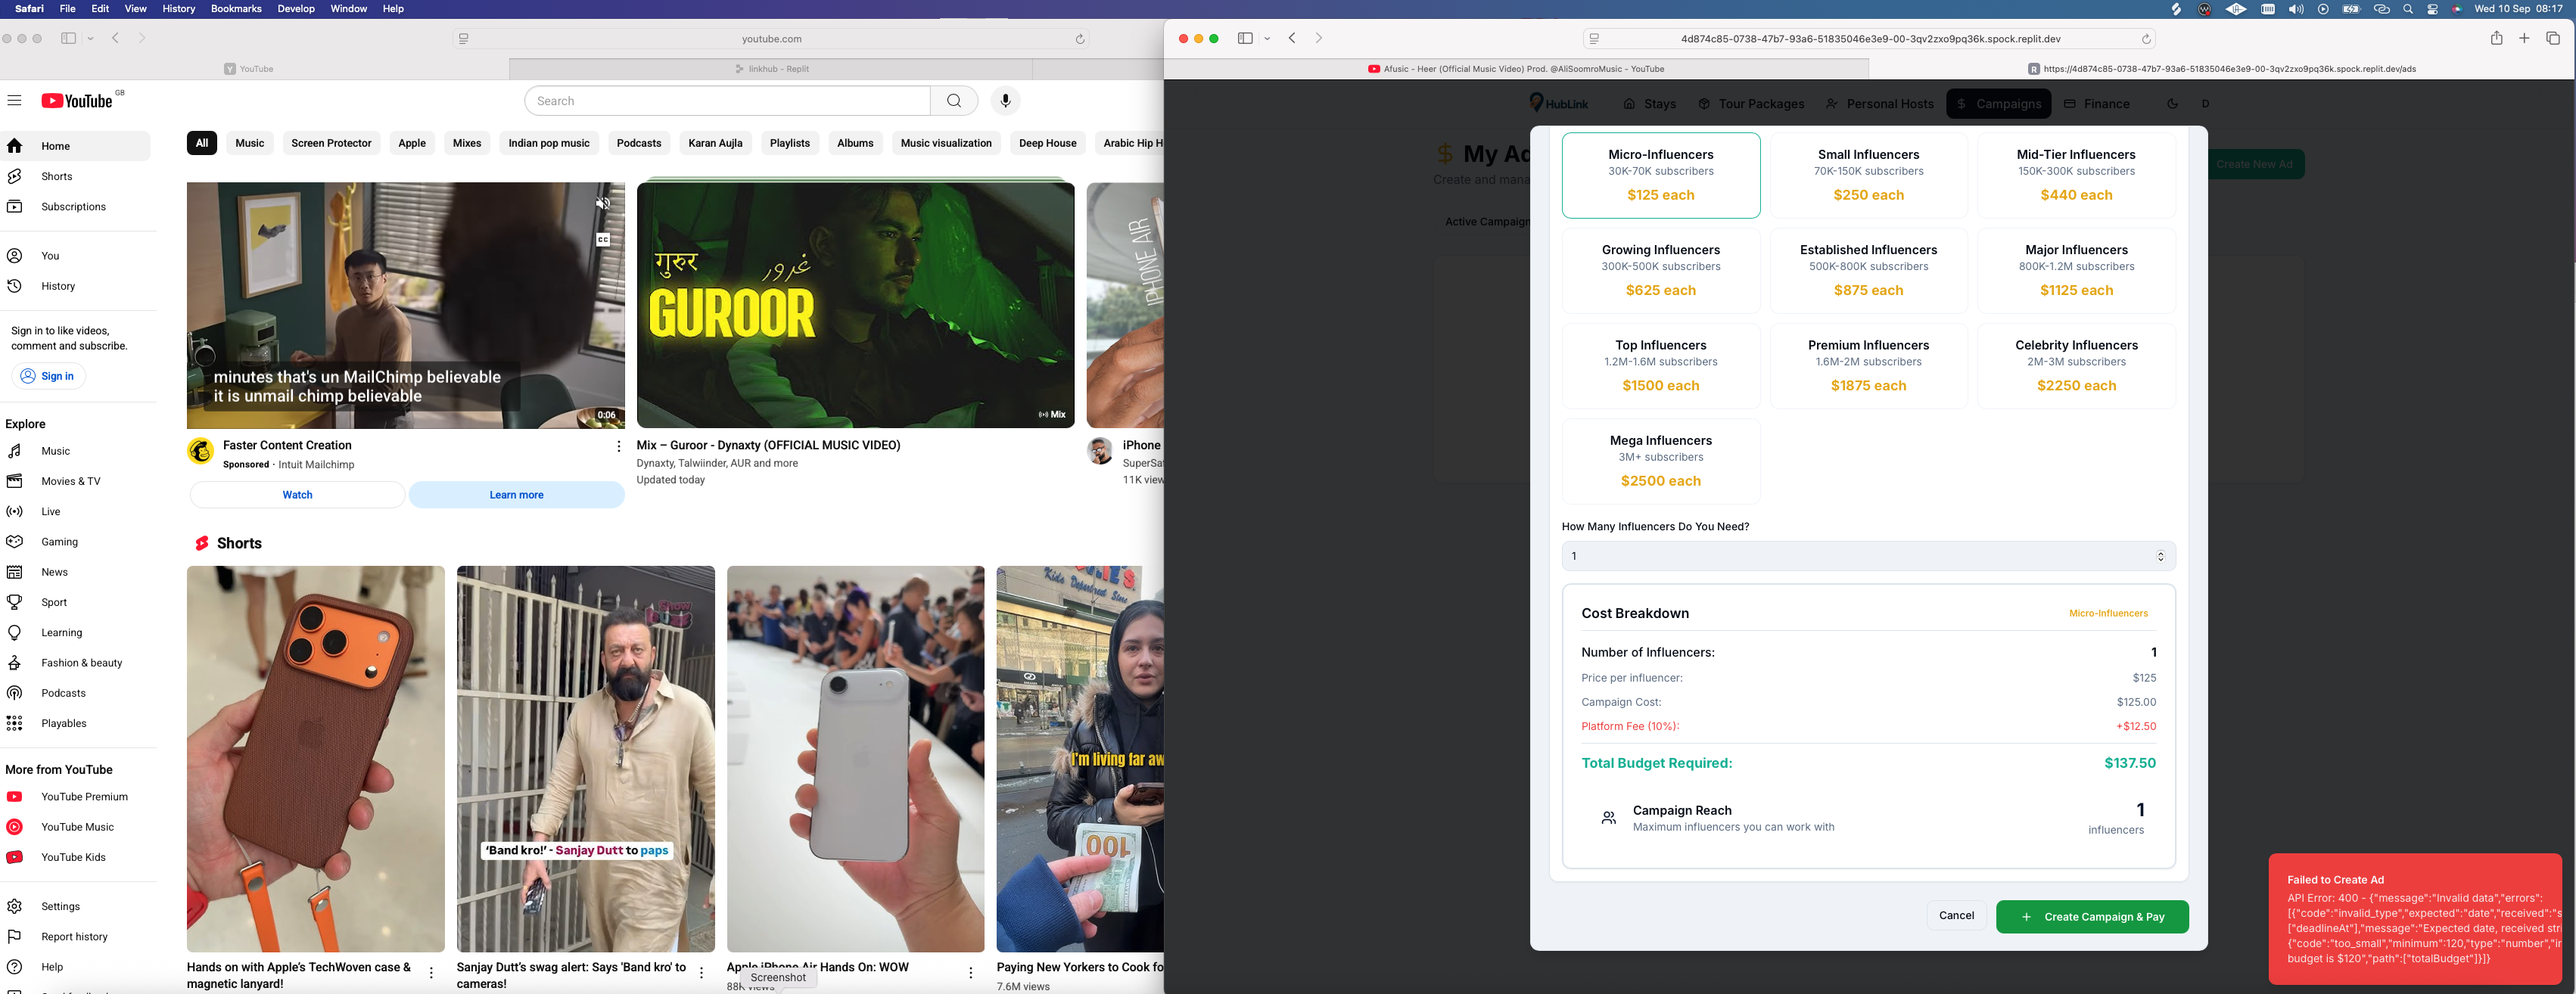 Safari File Edit View History Bookmarks Develop Window Help
Wed 10 Sep 08:17
youtube.com
YouTube
linkhub – Replit
YouTube GB
Search
Home
Shorts
Subscriptions
You
History
Sign in to like videos,
comment and subscribe.
Sign in
Explore
Music
Movies & TV
Live
Gaming
News
Sport
Learning
Fashion & beauty
Podcasts
Playables
More from YouTube
YouTube Premium
YouTube Music
YouTube Kids
Settings
Report history
Help
All Music Screen Protector Apple Mixes Indian pop music Podcasts Karan Aujla Playlists Albums Music visualization Deep House Arabic Hip H
CC
minutes that's un MailChimp believable
it is unmail chimp believable
0:06
Faster Content Creation
Sponsored · Intuit Mailchimp
Watch
Learn more
गुरुर غرور
GUROOR
Mix
Mix – Guroor - Dynaxty (OFFICIAL MUSIC VIDEO)
Dynaxty, Talwiinder, AUR and more
Updated today
IPHONE AIR
iPhone
SuperSa
11K view
Shorts
'Band kro!' - Sanjay Dutt to paps
I'm living far aw
100
Hands on with Apple's TechWoven case &
magnetic lanyard!
Sanjay Dutt's swag alert: Says 'Band kro' to
cameras!
Apple iPhone Air Hands On: WOW
88K views
Screenshot
Paying New Yorkers to Cook fo
7.6M views
4d874c85-0738-47b7-93a6-51835046e3e9-00-3qv2zxo9pq36k.spock.replit.dev
Afusic - Heer (Official Music Video) Prod. @AliSoomroMusic - YouTube
R https://4d874c85-0738-47b7-93a6-51835046e3e9-00-3qv2zxo9pq36k.spock.replit.dev/ads
HubLink Stays Tour Packages Personal Hosts Campaigns Finance D
My Ad
Create and mana
Create New Ad
Active Campaign
Micro-Influencers
30K-70K subscribers
$125 each
Small Influencers
70K-150K subscribers
$250 each
Mid-Tier Influencers
150K-300K subscribers
$440 each
Growing Influencers
300K-500K subscribers
$625 each
Established Influencers
500K-800K subscribers
$875 each
Major Influencers
800K-1.2M subscribers
$1125 each
Top Influencers
1.2M-1.6M subscribers
$1500 each
Premium Influencers
1.6M-2M subscribers
$1875 each
Celebrity Influencers
2M-3M subscribers
$2250 each
Mega Influencers
3M+ subscribers
$2500 each
How Many Influencers Do You Need?
1
Cost Breakdown
Micro-Influencers
Number of Influencers: 1
Price per influencer: $125
Campaign Cost: $125.00
Platform Fee (10%): +$12.50
Total Budget Required: $137.50
Campaign Reach
Maximum influencers you can work with
1
influencers
Cancel
+ Create Campaign & Pay
Failed to Create Ad
API Error: 400 - {"message":"Invalid data","errors":
[{"code":"invalid_type","expected":"date","received":"s
["deadlineAt"],"message":"Expected date, received stri
{"code":"too_small","minimum":120,"type":"number","in
budget is $120","path":["totalBudget"]}]}